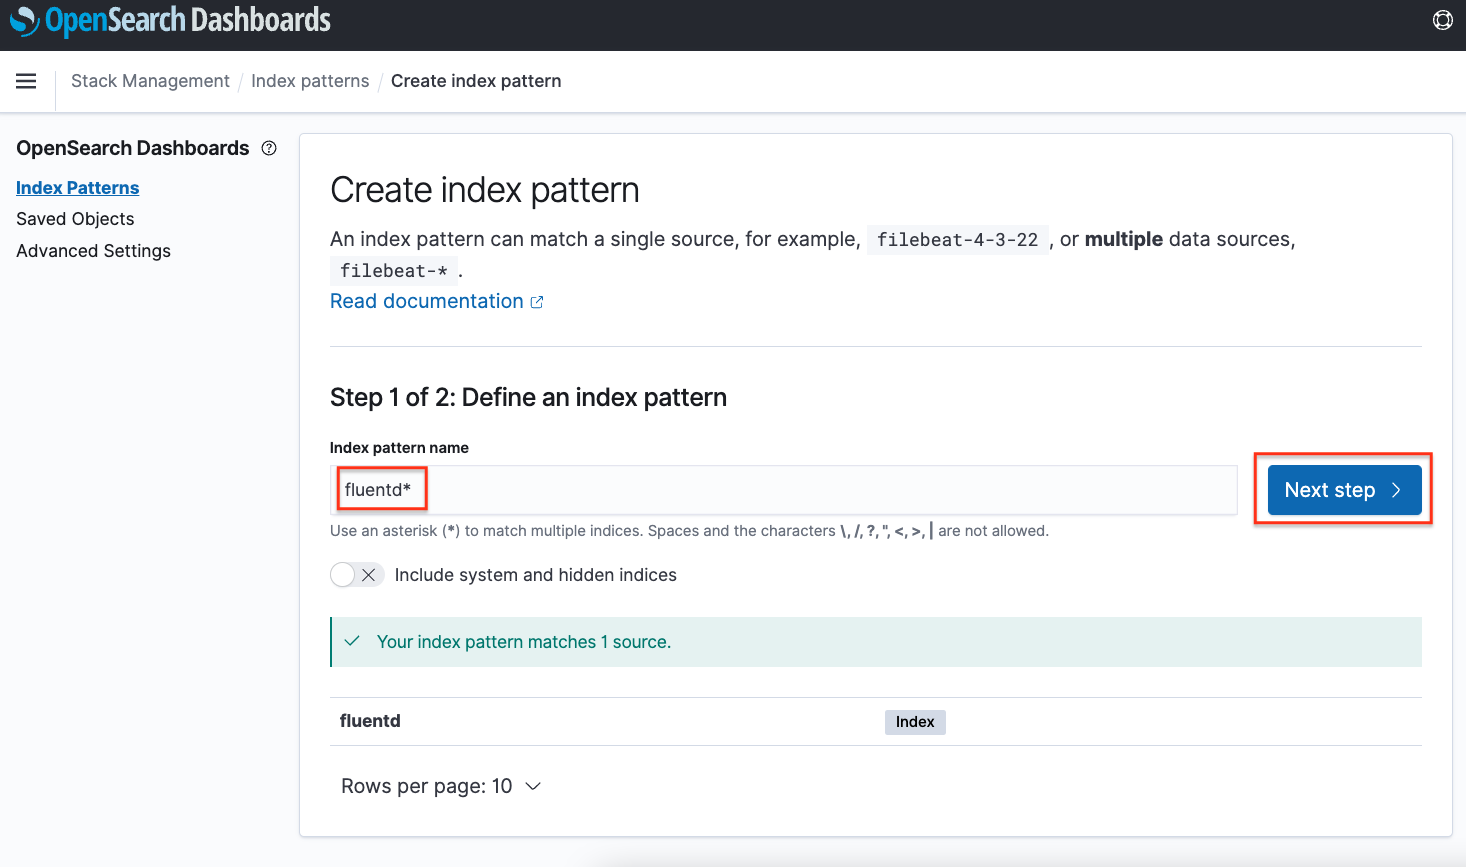 OpenSearch Dashboards
Stack Management / Index patterns / Create index pattern
OpenSearch Dashboards
Index Patterns
Saved Objects
Advanced Settings
Create index pattern
An index pattern can match a single source, for example, filebeat-4-3-22 , or multiple data sources,
filebeat-* .
Read documentation
Step 1 of 2: Define an index pattern
Index pattern name
fluentd*
Next step
Use an asterisk (*) to match multiple indices. Spaces and the characters \, /, ?, ", <, >, | are not allowed.
Include system and hidden indices
Your index pattern matches 1 source.
fluentd Index
Rows per page: 10